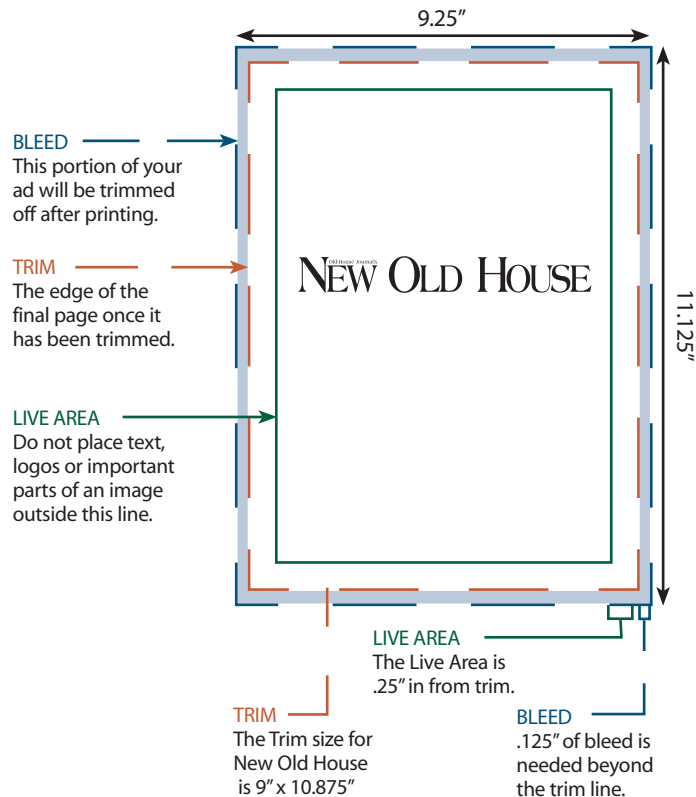 9.25”
BLEED
This portion of your
ad will be trimmed
off after printing.
TRIM
The edge of the
final page once it
has been trimmed.
LIVE AREA
Do not place text,
logos or important
parts of an image
outside this line.
Old-House Journal's
NEW OLD HOUSE
11.125”
LIVE AREA
The Live Area is
.25” in from trim.
TRIM
The Trim size for
New Old House
is 9” x 10.875”
BLEED
.125” of bleed is
needed beyond
the trim line.